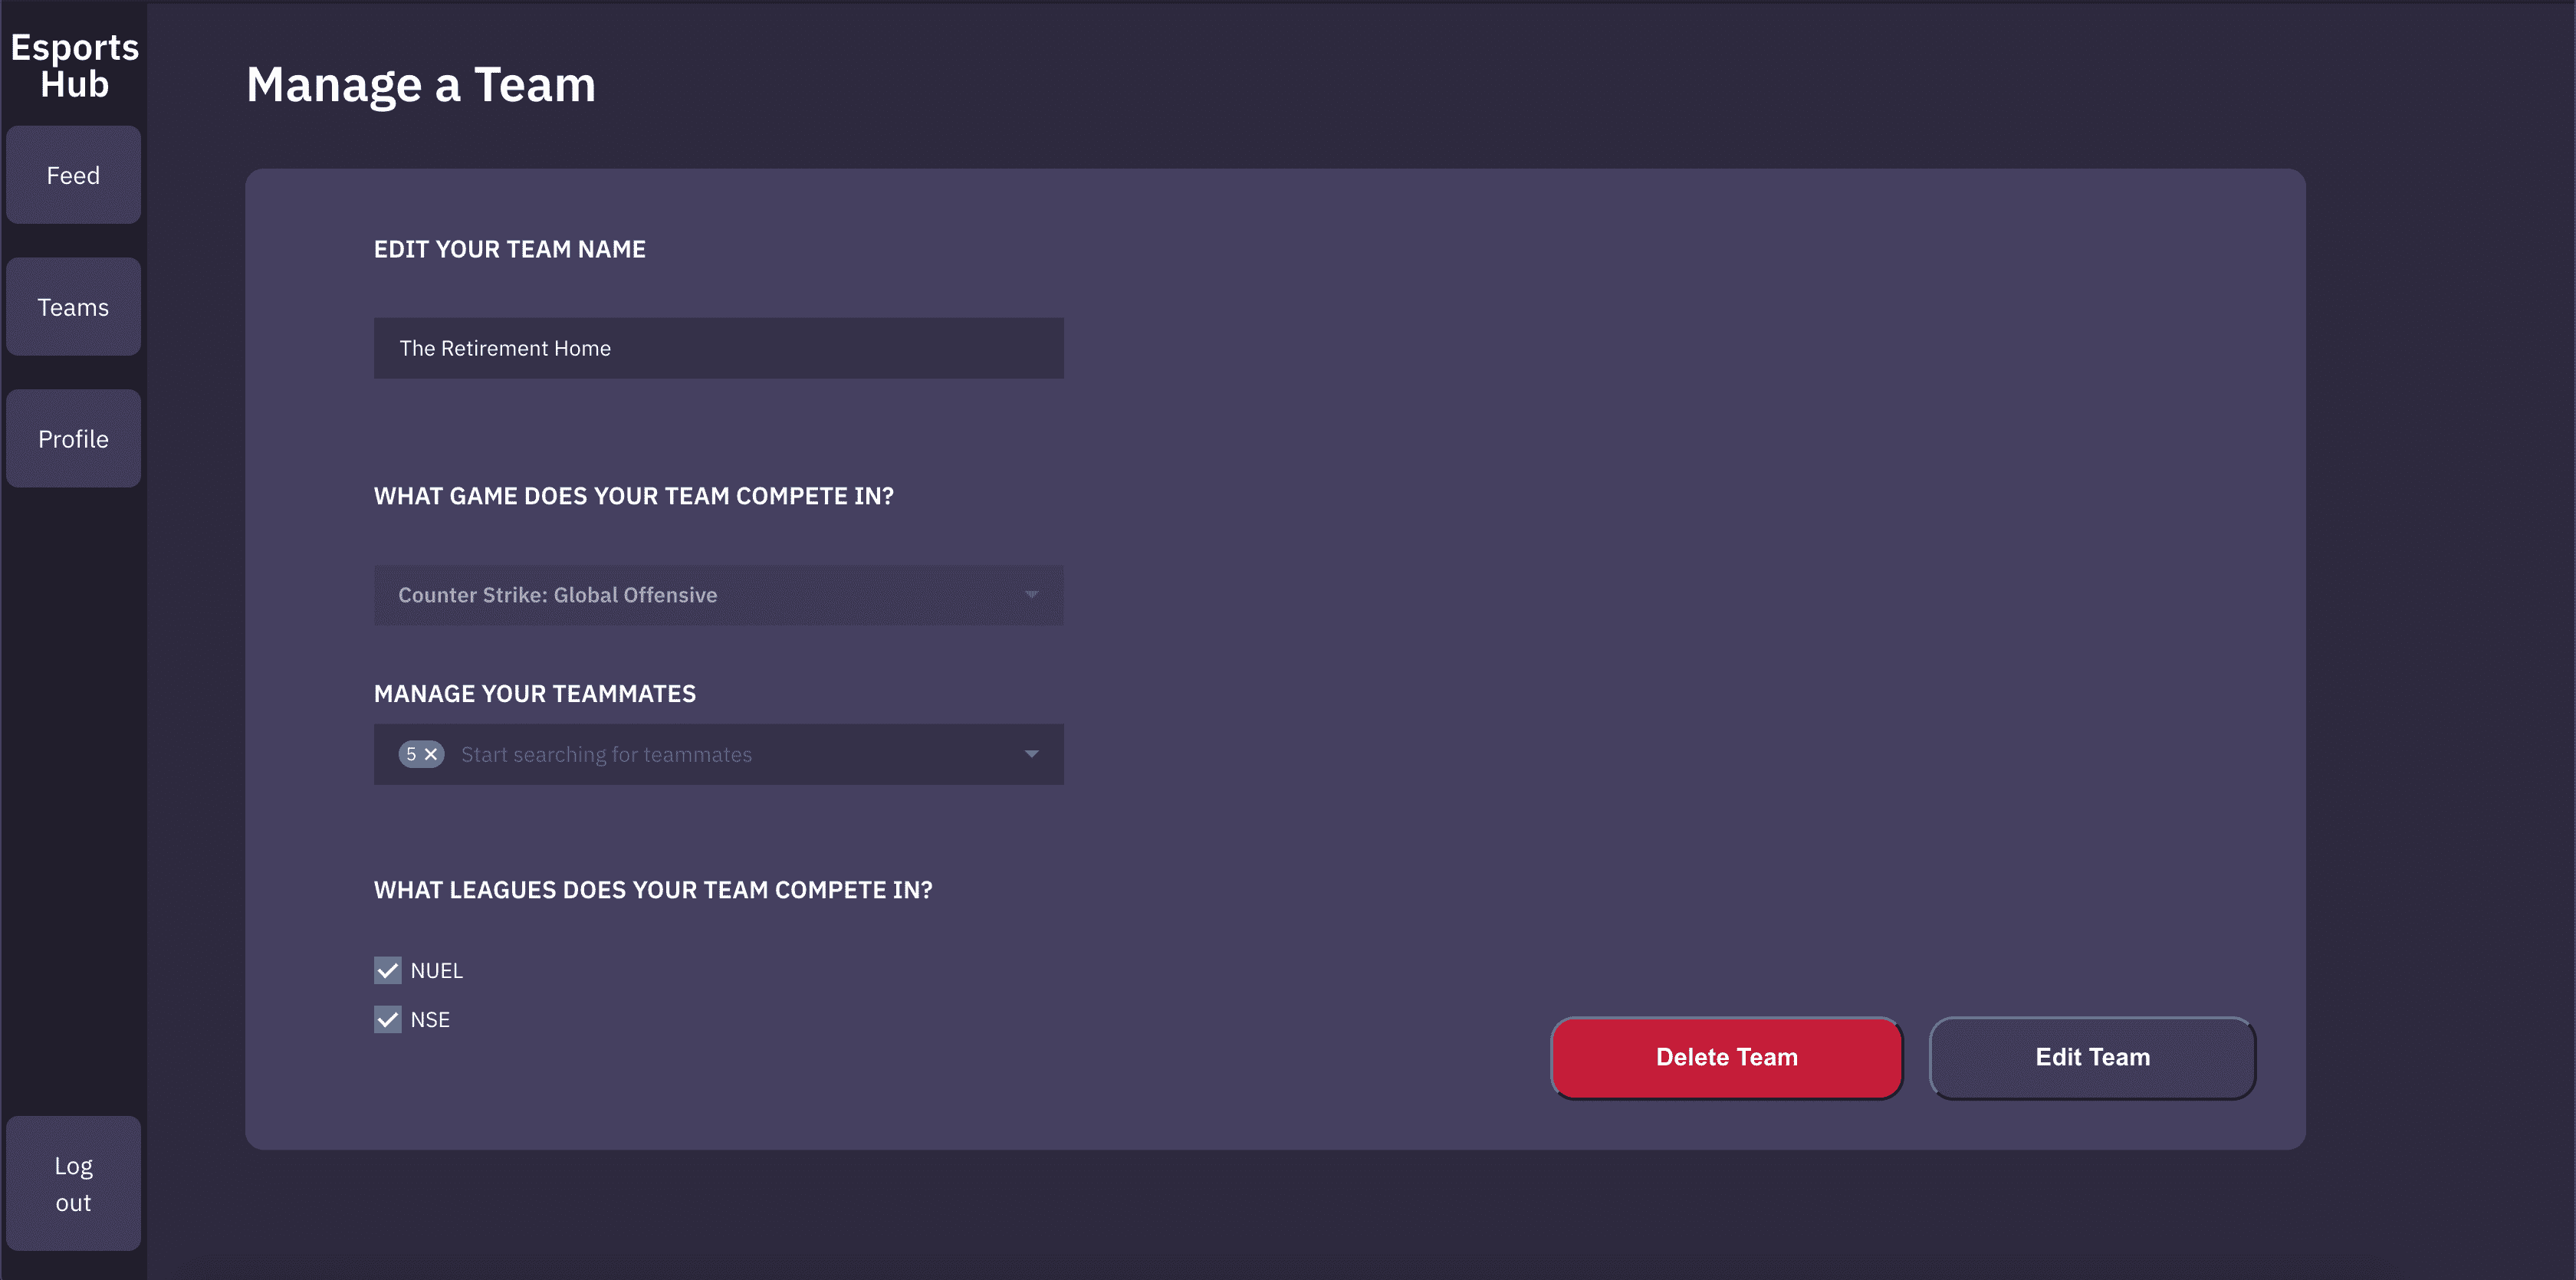 Esports
Hub
Feed
Teams
Profile
Log
out
Manage a Team
EDIT YOUR TEAM NAME
The Retirement Home
WHAT GAME DOES YOUR TEAM COMPETE IN?
Counter Strike: Global Offensive
MANAGE YOUR TEAMMATES
5 Start searching for teammates
WHAT LEAGUES DOES YOUR TEAM COMPETE IN?
NUEL
NSE
Delete Team
Edit Team